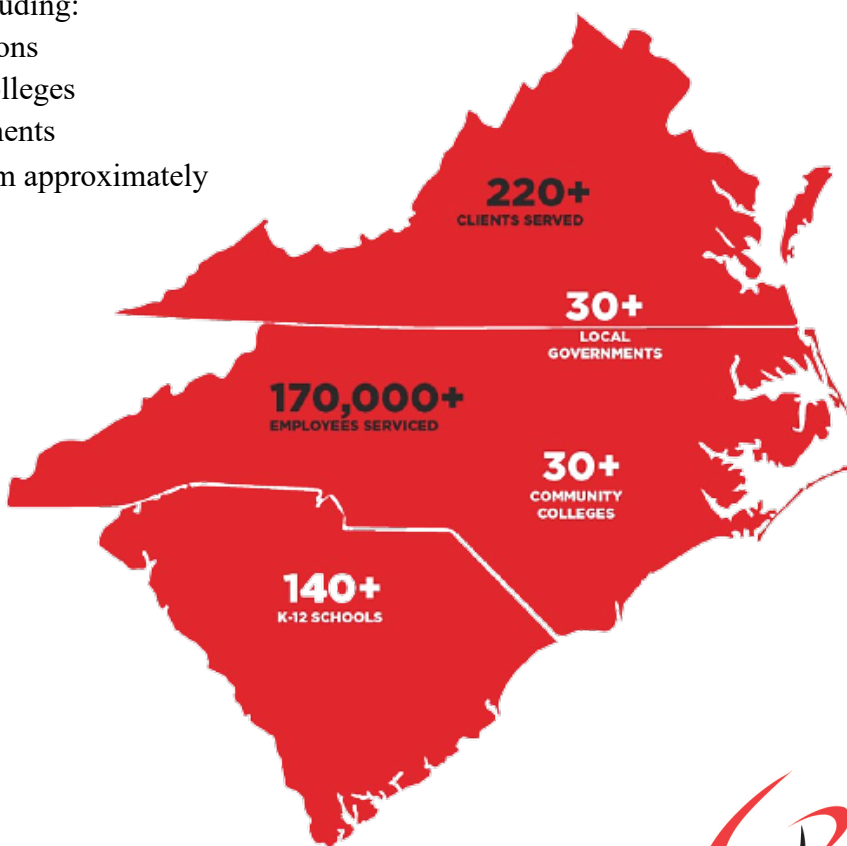 uding:
ons
lleges
nents
m approximately
220+
CLIENTS SERVED
30+
LOCAL
GOVERNMENTS
170,000+
EMPLOYEES SERVICED
30+
COMMUNITY
COLLEGES
140+
K-12 SCHOOLS